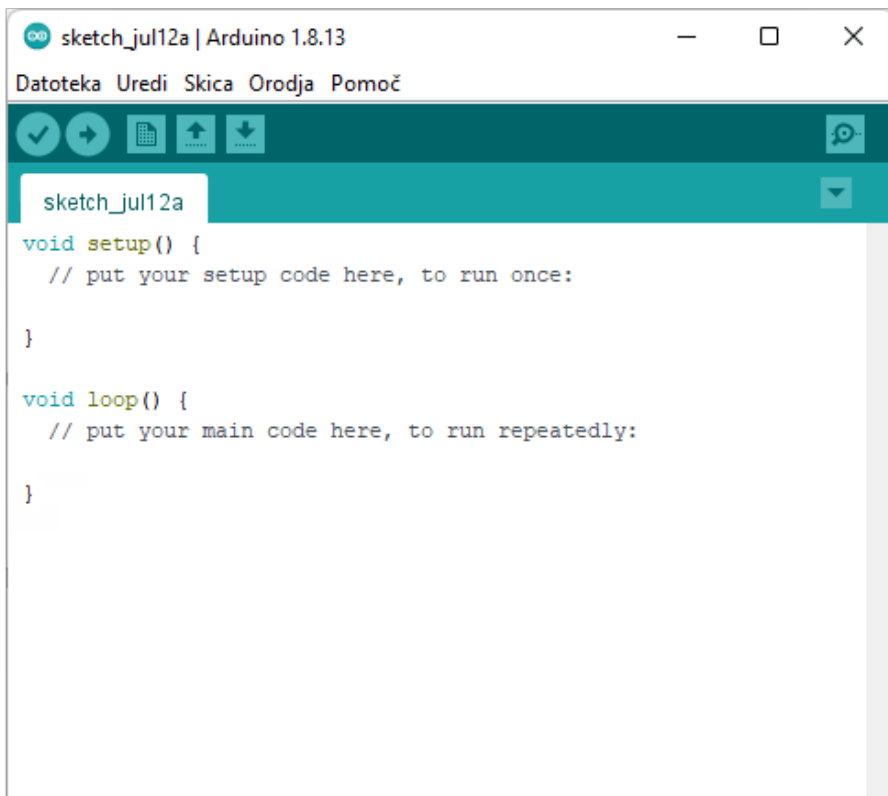 sketch_jul12a | Arduino 1.8.13
Datoteka Uredi Skica Orodja Pomoč
sketch_jul12a
void setup() {
  // put your setup code here, to run once:

}

void loop() {
  // put your main code here, to run repeatedly:

}